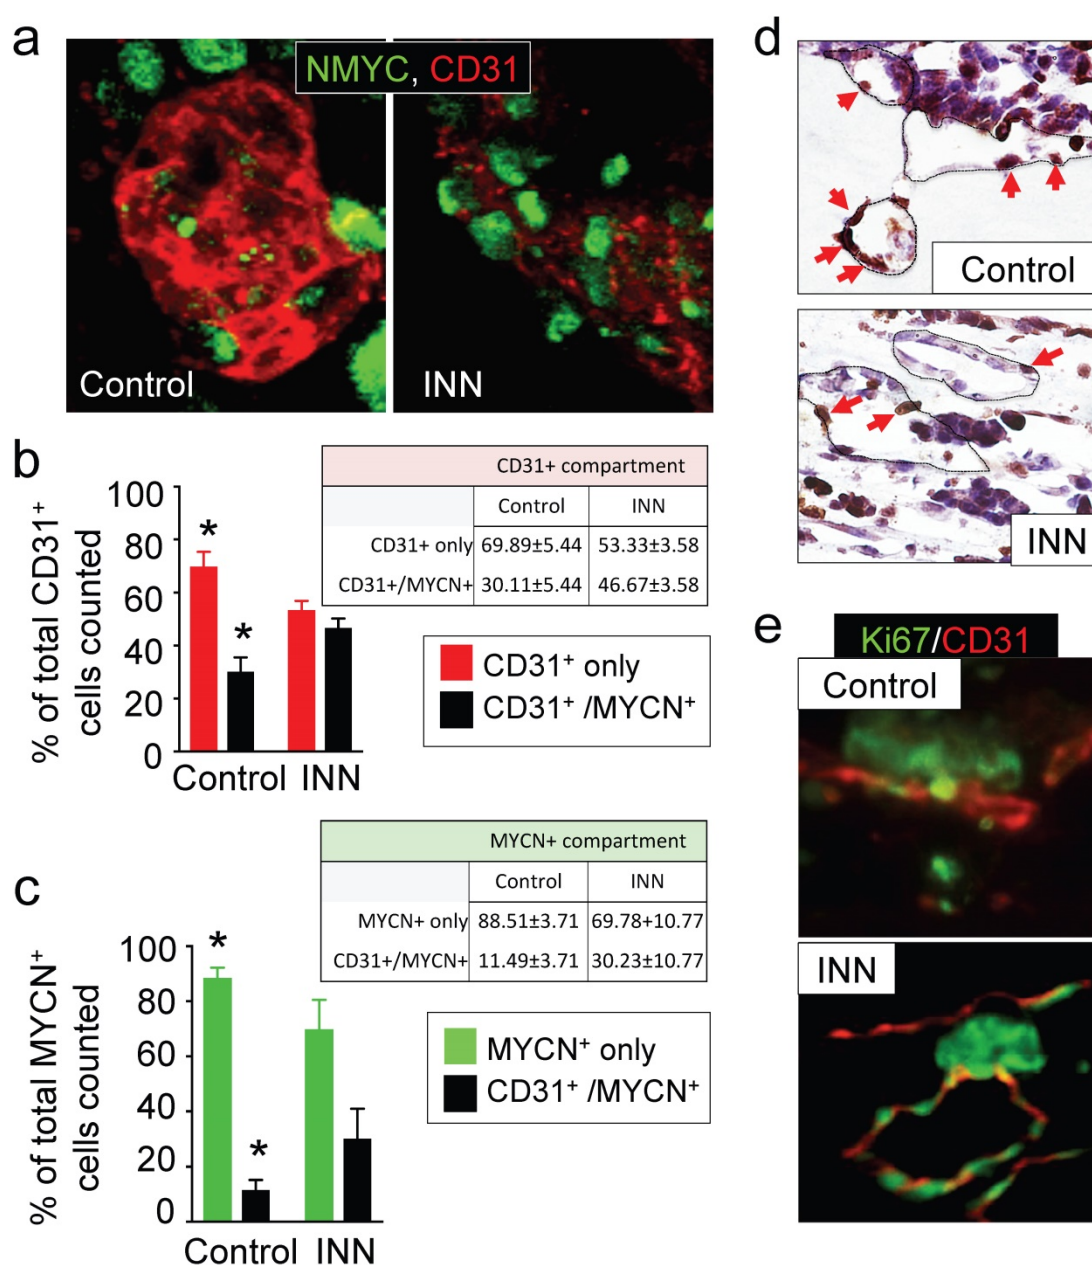 a
NMYC, CD31
Control
INN
b
% of total CD31+
cells counted
100
80
60
40
20
0
*
*
Control INN
CD31+ compartment
Control INN
CD31+ only 69.89±5.44 53.33±3.58
CD31+/MYCN+ 30.11±5.44 46.67±3.58
CD31+ only
CD31+ /MYCN+
c
% of total MYCN+
cells counted
100
80
60
40
20
0
*
*
Control INN
MYCN+ compartment
Control INN
MYCN+ only 88.51±3.71 69.78+10.77
CD31+/MYCN+ 11.49±3.71 30.23±10.77
MYCN+ only
CD31+ /MYCN+
d
Control
INN
e
Ki67/CD31
Control
INN